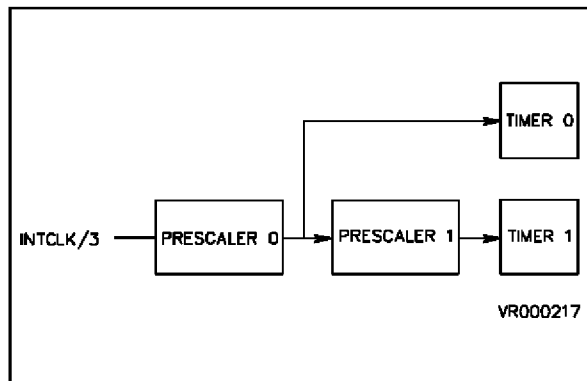 TIMER 0
INTCLK/3
PRESCALER 0
PRESCALER 1
TIMER 1
VR000217